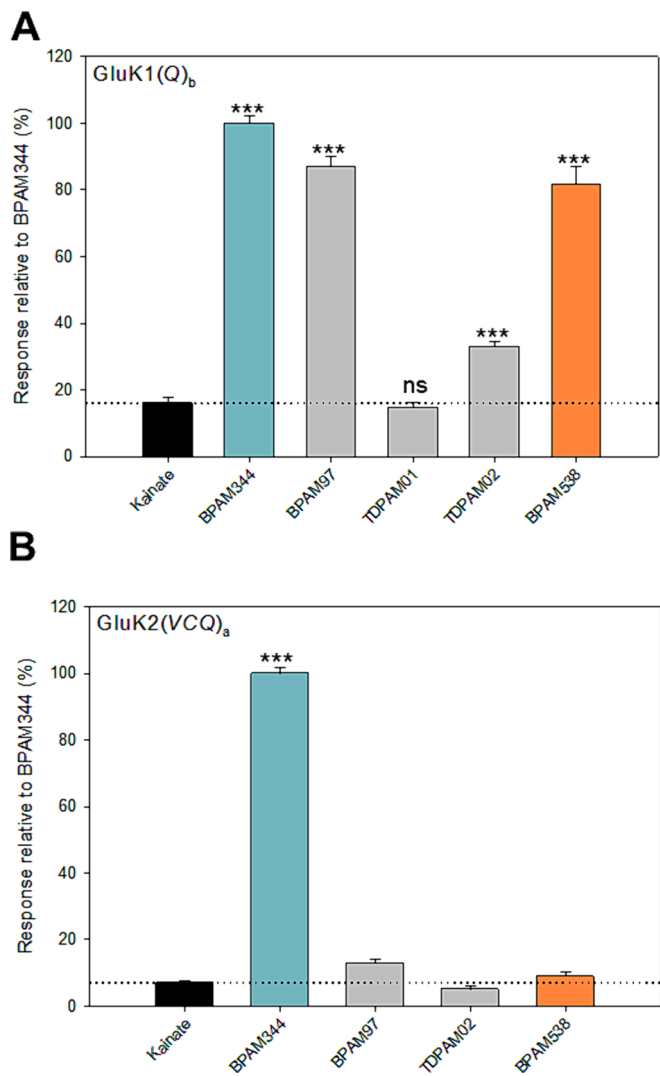 A
GluK1(Q)b
Response relative to BPAM344 (%)
120
100
80
60
40
20
0
***
***
ns
***
***
Kainate
BPAM344
BPAM97
TDPAM01
TDPAM02
BPAM538
B
GluK2(VCQ)a
Response relative to BPAM344 (%)
120
100
80
60
40
20
0
***
Kainate
BPAM344
BPAM97
TDPAM02
BPAM538